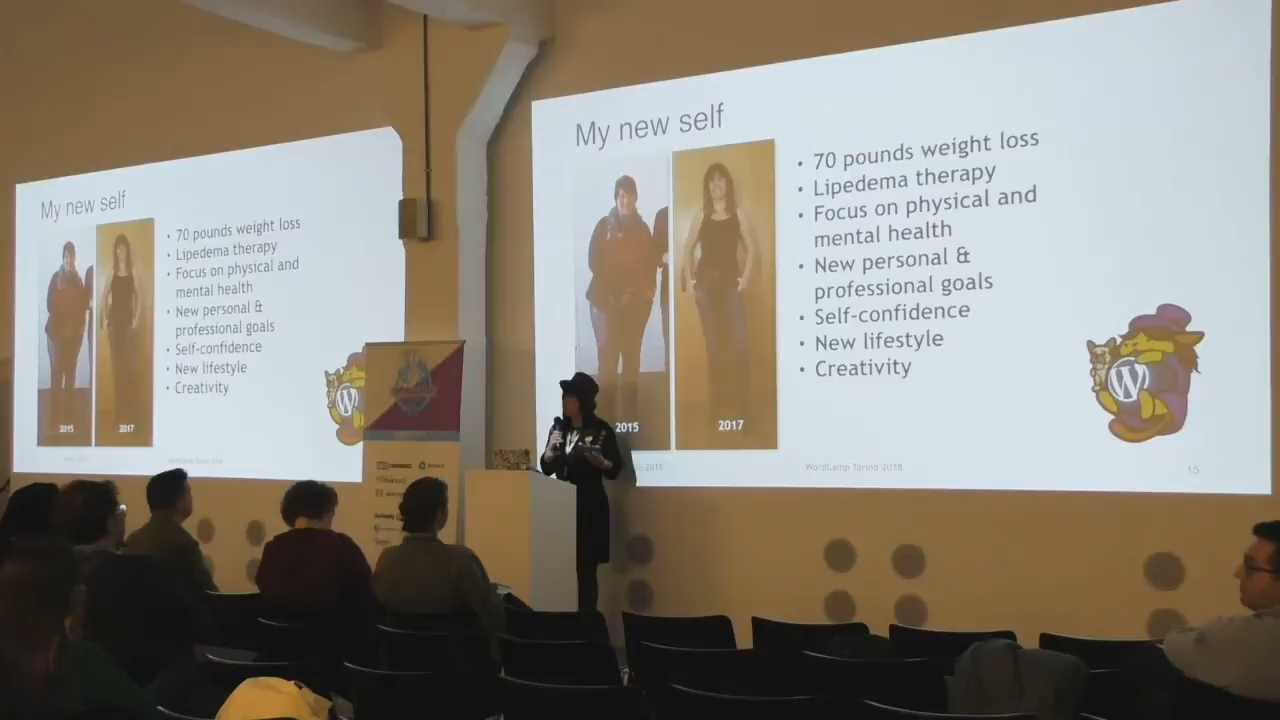 My new self
• 70 pounds weight loss
• Lipedema therapy
• Focus on physical and
mental health
• New personal &
professional goals
• Self-confidence
• New lifestyle
• Creativity
2015
2017
My new self
• 70 pounds weight loss
• Lipedema therapy
• Focus on physical and
mental health
• New personal &
professional goals
• Self-confidence
• New lifestyle
• Creativity
2015
2017
2018
WordCamp Torino 2018
15